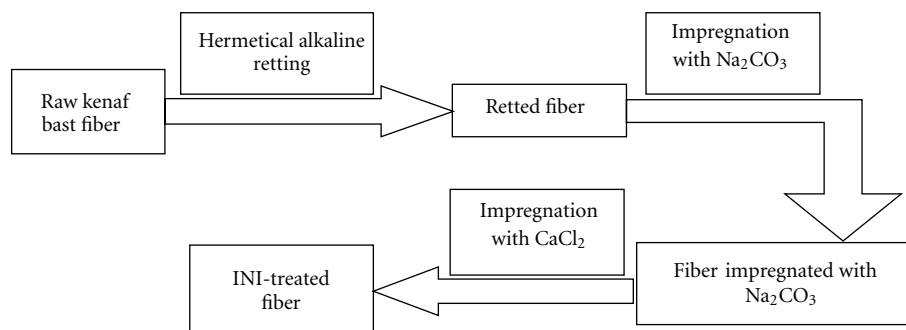 Hermetical alkaline
retting
Impregnation
with Na₂CO₃
Raw kenaf
bast fiber
Retted fiber
Impregnation
with CaCl₂
INI-treated
fiber
Fiber impregnated with
Na₂CO₃